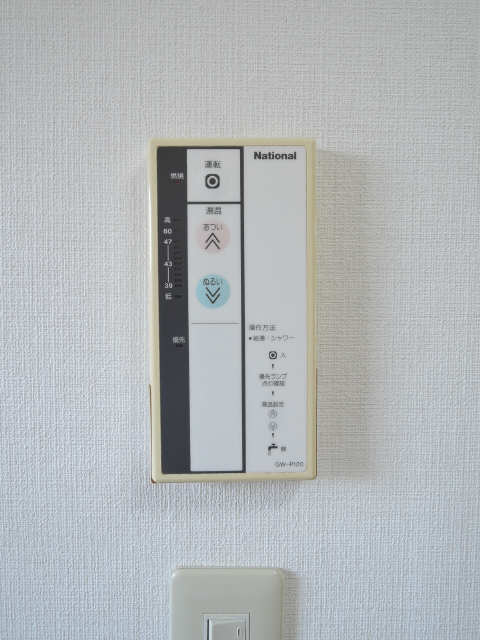 燃焼
高
60
47
43
39
低
優先
運転
湯温
あつい
ぬるい
National
操作方法
●給湯・シャワー
入
優先ランプ
点灯確認
湯温設定
開
GW-P100